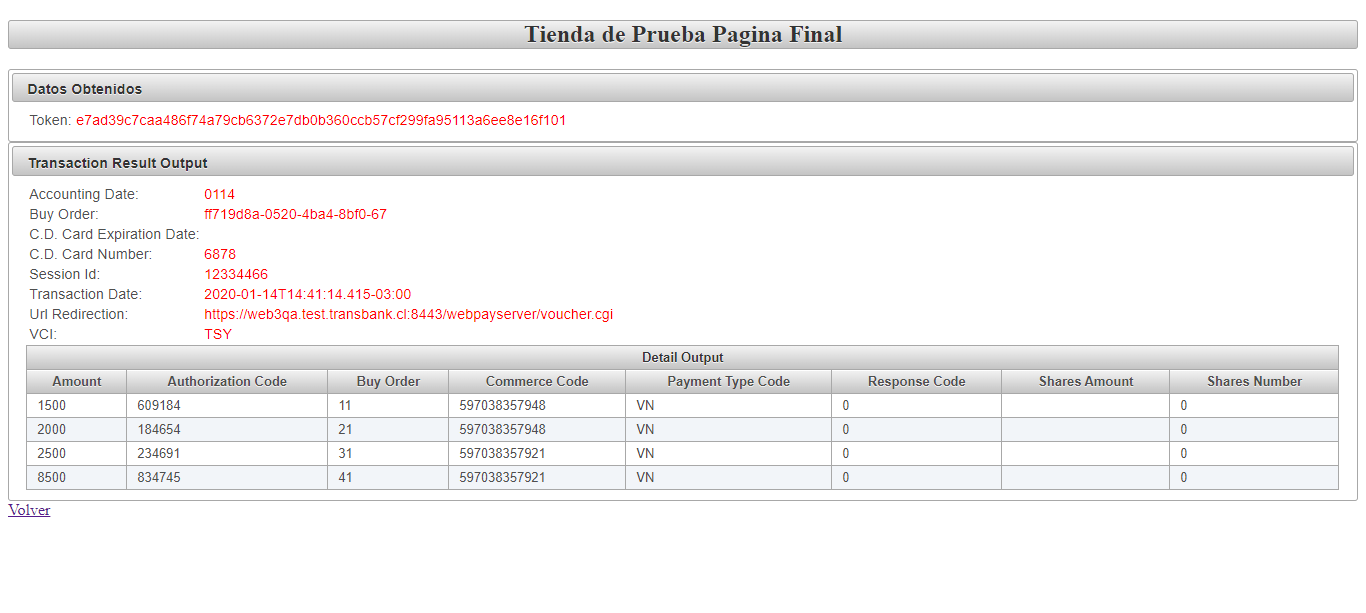 Tienda de Prueba Pagina Final
Datos Obtenidos
Token: e7ad39c7caa486f74a79cb6372e7db0b360ccb57cf299fa95113a6ee8e16f101
Transaction Result Output
Accounting Date: 0114
Buy Order: ff719d8a-0520-4ba4-8bf0-67
C.D. Card Expiration Date:
C.D. Card Number: 6878
Session Id: 12334466
Transaction Date: 2020-01-14T14:41:14.415-03:00
Url Redirection: https://web3qa.test.transbank.cl:8443/webpayserver/voucher.cgi
VCI: TSY
Detail Output
Amount Authorization Code Buy Order Commerce Code Payment Type Code Response Code Shares Amount Shares Number
1500 609184 11 597038357948 VN 0 0
2000 184654 21 597038357948 VN 0 0
2500 234691 31 597038357921 VN 0 0
8500 834745 41 597038357921 VN 0 0
Volver